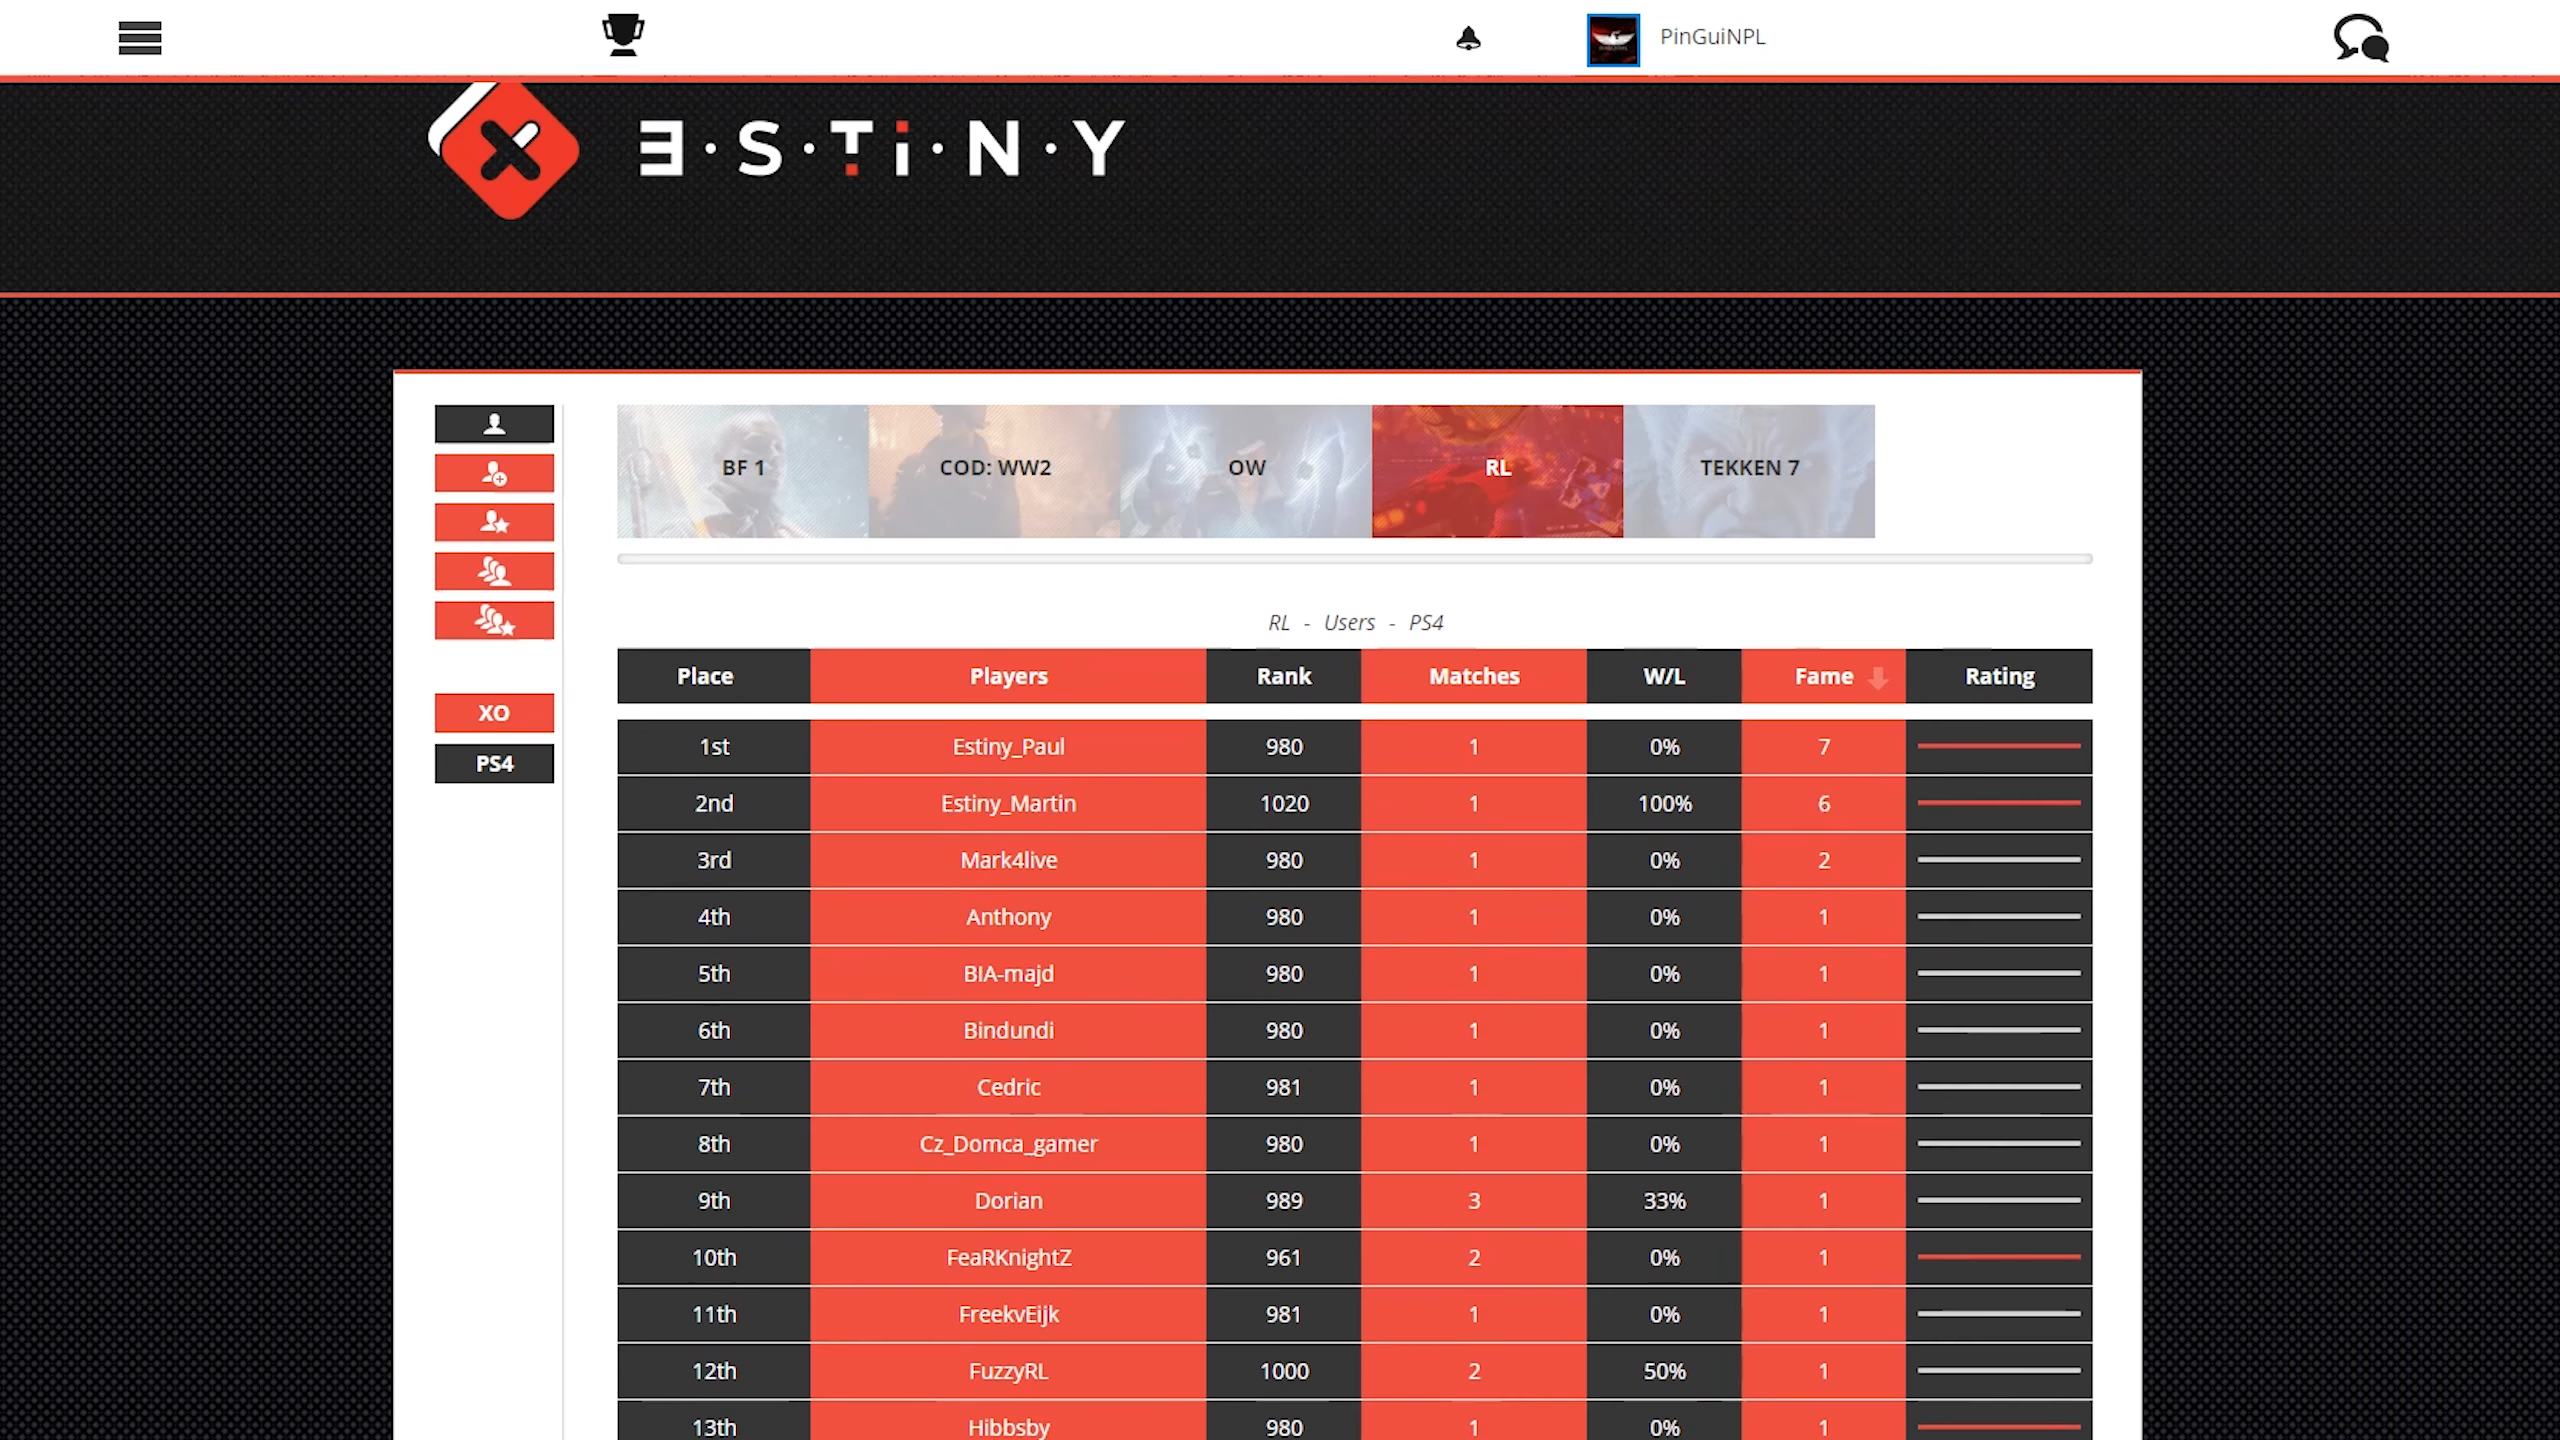 PinGuiNPL
E·S·TiN·Y
BF 1 COD: WW2 OW RL TEKKEN 7
RL - Users - PS4
XO
PS4
Place Players Rank Matches W/L Fame Rating
1st Estiny_Paul 980 1 0% 7
2nd Estiny_Martin 1020 1 100% 6
3rd Mark4live 980 1 0% 2
4th Anthony 980 1 0% 1
5th BIA-majd 980 1 0% 1
6th Bindundi 980 1 0% 1
7th Cedric 981 1 0% 1
8th Cz_Domca_gamer 980 1 0% 1
9th Dorian 989 3 33% 1
10th FeaRKnightZ 961 2 0% 1
11th FreekvEijk 981 1 0% 1
12th FuzzyRL 1000 2 50% 1
13th Hibbsby 980 1 0% 1